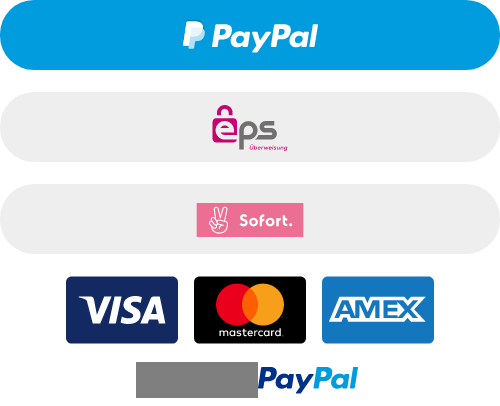 PayPal
eps
Überweisung
Sofort.
VISA
mastercard.
AMEX
PayPal